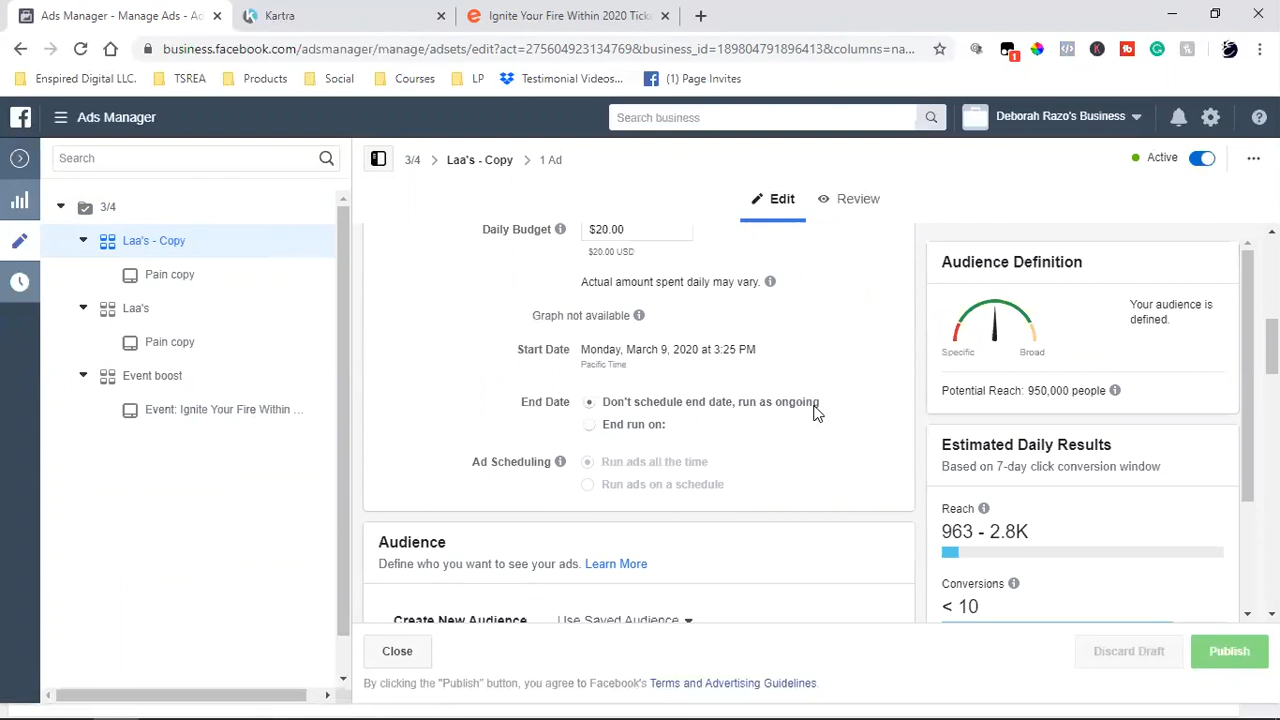 Ads Manager - Manage Ads - Ad
Kartra
Ignite Your Fire Within 2020 Ticke
business.facebook.com/adsmanager/manage/adsets/edit?act=275604923134769&business_id=189804791896413&columns=na...
1
Enspired Digital LLC.
TSREA
Products
Social
Courses
LP
Testimonial Videos...
(1) Page Invites
Ads Manager
Search business
Deborah Razo's Business
Search
3/4
Laa's - Copy
1 Ad
Active
3/4
Edit
Review
Laa's - Copy
Pain copy
Laa's
Pain copy
Event boost
Event: Ignite Your Fire Within ...
Daily Budget
$20.00
$20.00 USD
Actual amount spent daily may vary.
Graph not available
Start Date
Monday, March 9, 2020 at 3:25 PM
Pacific Time
End Date
Don't schedule end date, run as ongoing
End run on:
Ad Scheduling
Run ads all the time
Run ads on a schedule
Audience
Define who you want to see your ads. Learn More
Create New Audience
Use Saved Audience
Audience Definition
Your audience is
defined.
Specific
Broad
Potential Reach: 950,000 people
Estimated Daily Results
Based on 7-day click conversion window
Reach
963 - 2.8K
Conversions
< 10
Close
Discard Draft
Publish
By clicking the "Publish" button, you agree to Facebook's Terms and Advertising Guidelines.